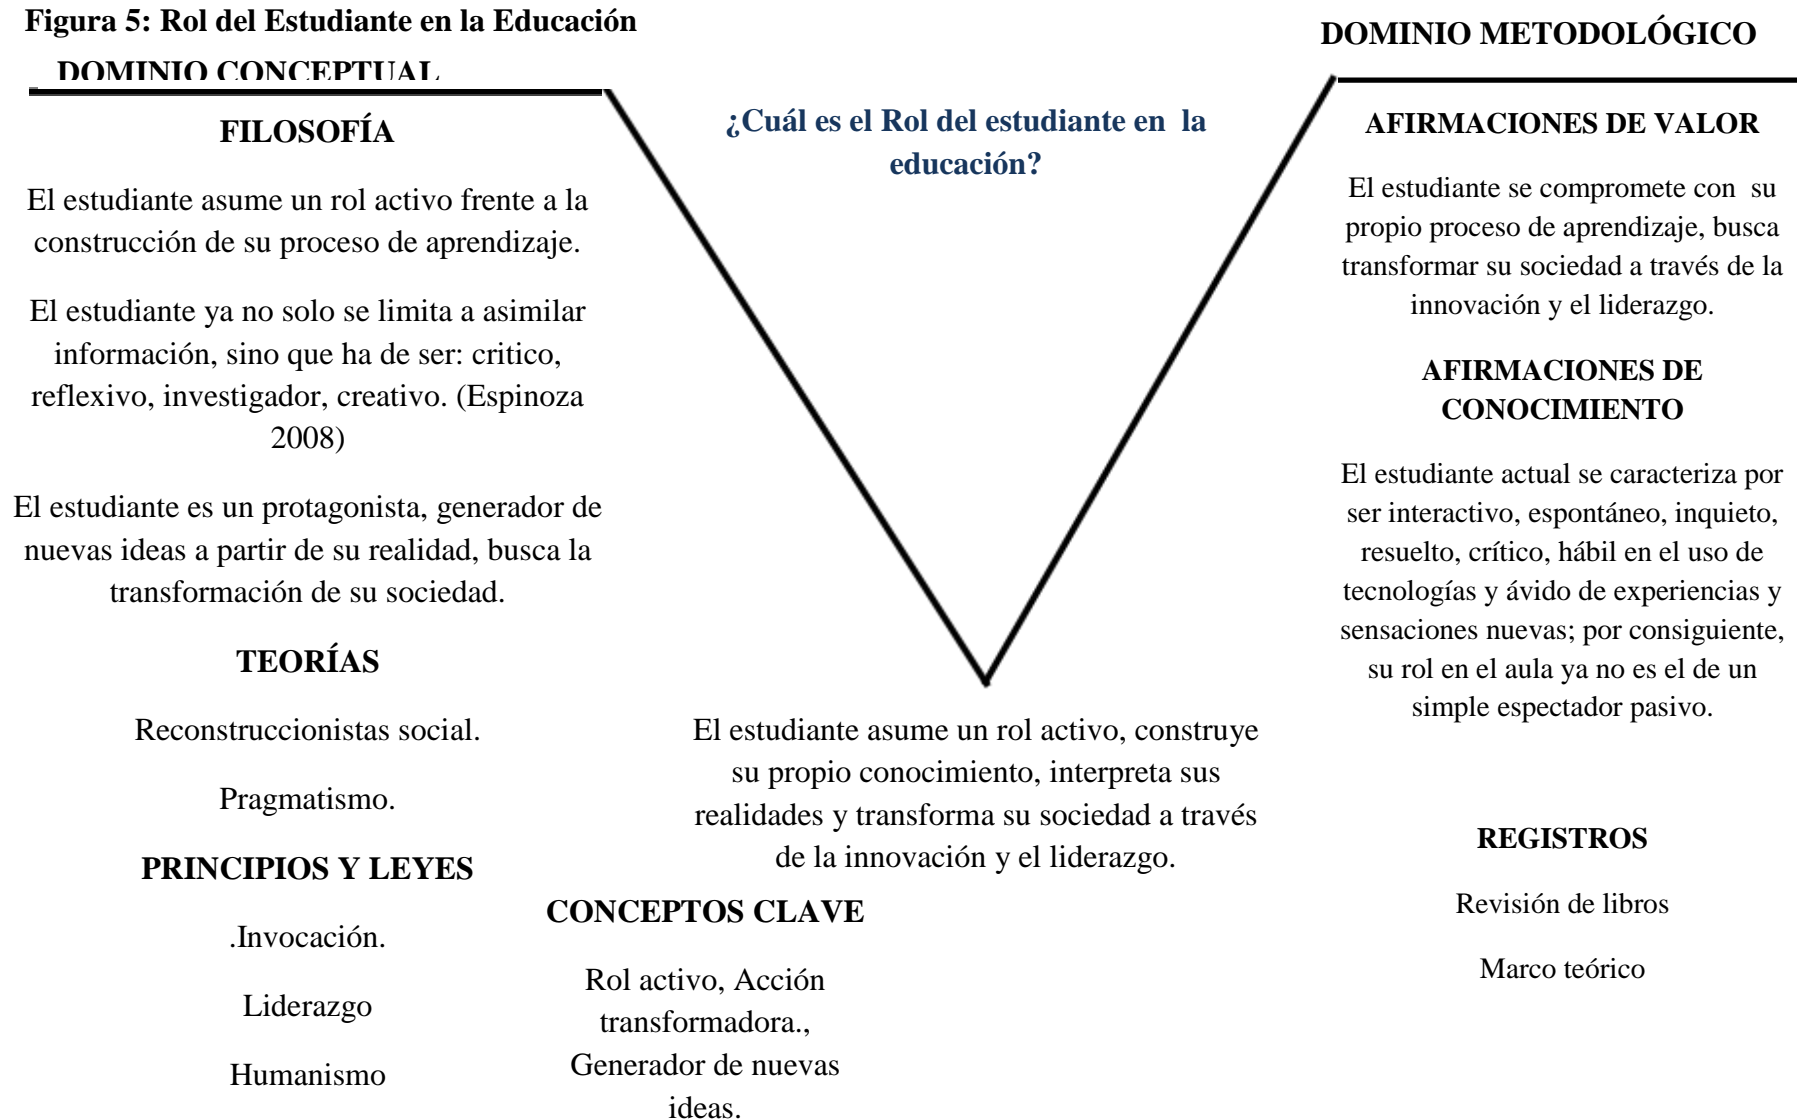 Figura 5: Rol del Estudiante en la Educación
DOMINIO CONCEPTUAL
FILOSOFÍA
El estudiante asume un rol activo frente a la
construcción de su proceso de aprendizaje.
El estudiante ya no solo se limita a asimilar
información, sino que ha de ser: critico,
reflexivo, investigador, creativo. (Espinoza
2008)
El estudiante es un protagonista, generador de
nuevas ideas a partir de su realidad, busca la
transformación de su sociedad.
TEORÍAS
Reconstruccionistas social.
Pragmatismo.
PRINCIPIOS Y LEYES
.Invocación.
Liderazgo
Humanismo
¿Cuál es el Rol del estudiante en  la
educación?
El estudiante asume un rol activo, construye
su propio conocimiento, interpreta sus
realidades y transforma su sociedad a través
de la innovación y el liderazgo.
CONCEPTOS CLAVE
Rol activo, Acción
transformadora.,
Generador de nuevas
ideas.
DOMINIO METODOLÓGICO
AFIRMACIONES DE VALOR
El estudiante se compromete con  su
propio proceso de aprendizaje, busca
transformar su sociedad a través de la
innovación y el liderazgo.
AFIRMACIONES DE
CONOCIMIENTO
El estudiante actual se caracteriza por
ser interactivo, espontáneo, inquieto,
resuelto, crítico, hábil en el uso de
tecnologías y ávido de experiencias y
sensaciones nuevas; por consiguiente,
su rol en el aula ya no es el de un
simple espectador pasivo.
REGISTROS
Revisión de libros
Marco teórico